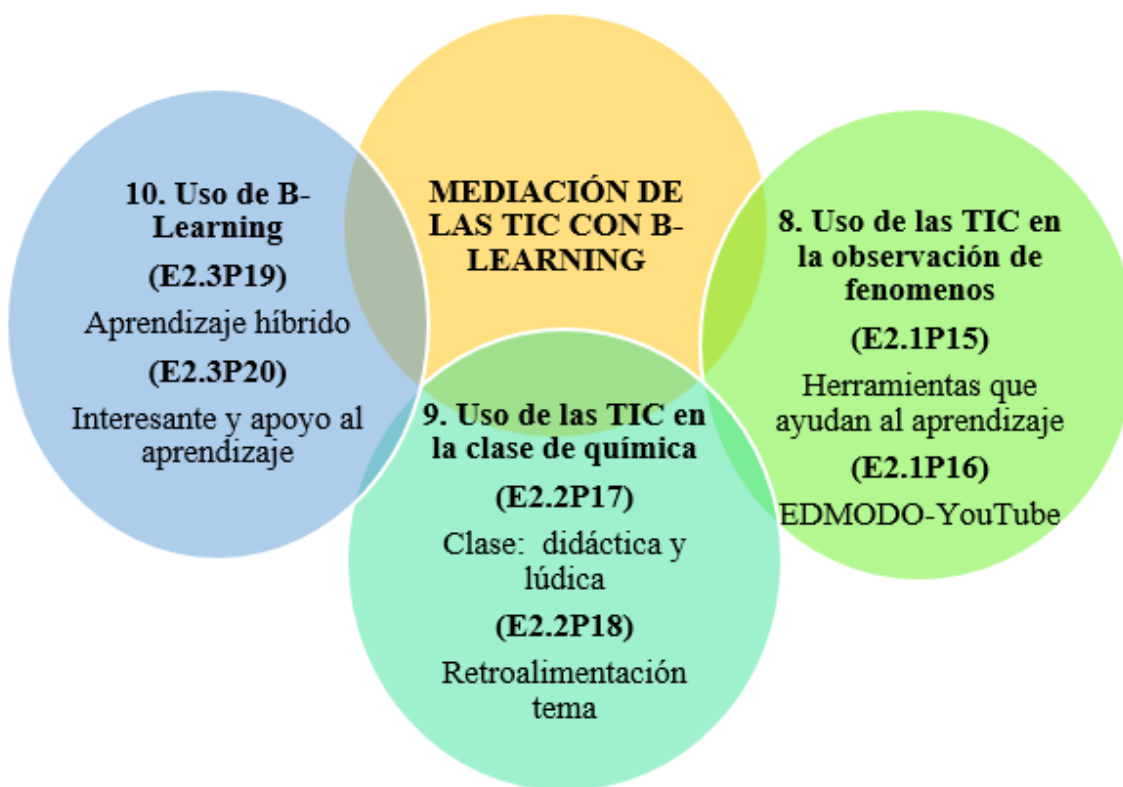 MEDIACIÓN DE
LAS TIC CON B-
LEARNING
10. Uso de B-
Learning
(E2.3P19)
Aprendizaje híbrido
(E2.3P20)
Interesante y apoyo al
aprendizaje
8. Uso de las TIC en
la observación de
fenomenos
(E2.1P15)
Herramientas que
ayudan al aprendizaje
(E2.1P16)
EDMODO-YouTube
9. Uso de las TIC en
la clase de química
(E2.2P17)
Clase: didáctica y
lúdica
(E2.2P18)
Retroalimentación
tema